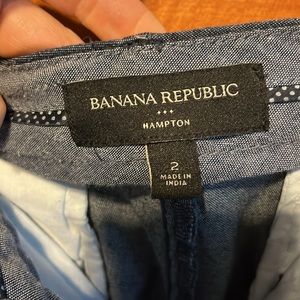 BANANA REPUBLIC
HAMPTON
2
MADE IN
INDIA